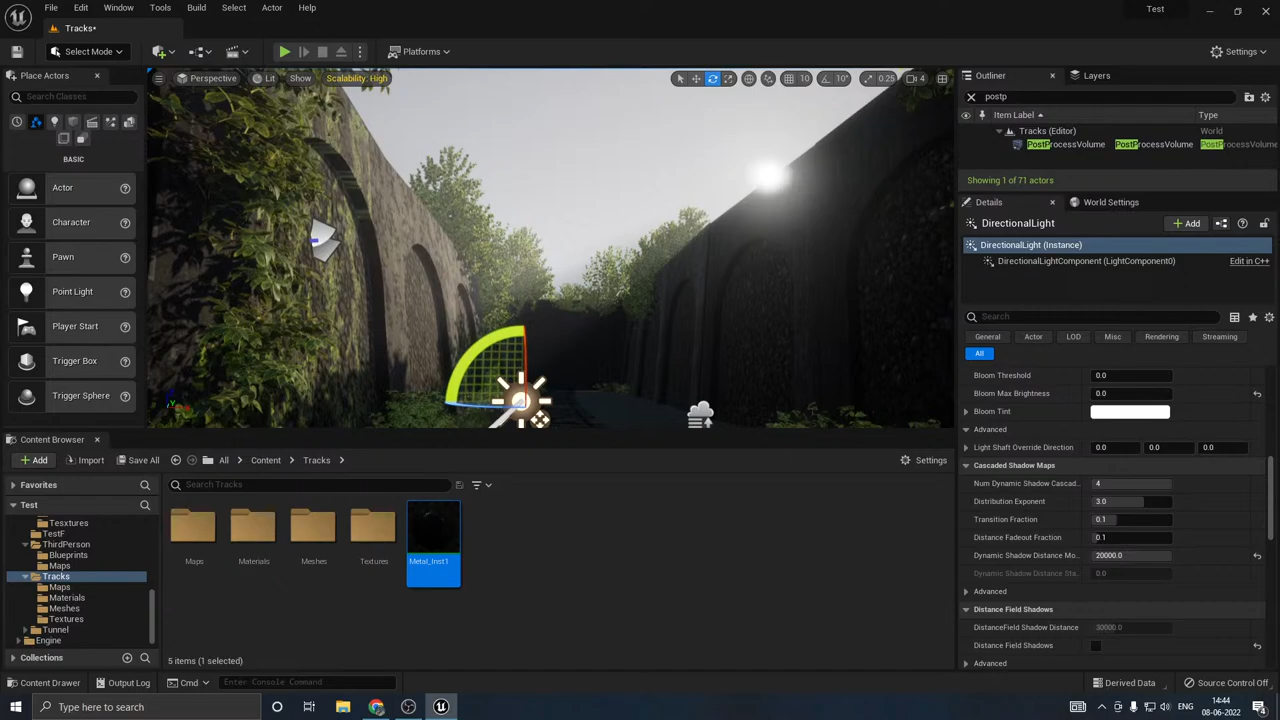 File Edit Window Tools Build Select Actor Help
Test
Tracks•
Select Mode
Platforms
Settings
Place Actors
Search Classes
BASIC
Actor
Character
Pawn
Point Light
Player Start
Trigger Box
Trigger Sphere
Perspective Lit Show Scalability: High
10 10° 0.25 4
Outliner Layers
postp
Item Label Type
Tracks (Editor) World
PostProcessVolume PostProcessVolume PostProcessVolume
Showing 1 of 71 actors
Details World Settings
DirectionalLight
Add
DirectionalLight (Instance)
DirectionalLightComponent (LightComponent0) Edit in C++
Search
General Actor LOD Misc Rendering Streaming
All
Bloom Threshold 0.0
Bloom Max Brightness 0.0
Bloom Tint
Advanced
Light Shaft Override Direction 0.0 0.0 0.0
Cascaded Shadow Maps
Num Dynamic Shadow Cascad... 4
Distribution Exponent 3.0
Transition Fraction 0.1
Distance Fadeout Fraction 0.1
Dynamic Shadow Distance Mo... 20000.0
Dynamic Shadow Distance Sta... 0.0
Advanced
Distance Field Shadows
DistanceField Shadow Distance 30000.0
Distance Field Shadows
Advanced
Content Browser
Add Import Save All All Content Tracks Settings
Favorites
Test
Tesxtures
TestF
ThirdPerson
Blueprints
Maps
Tracks
Maps
Materials
Meshes
Textures
Tunnel
Engine
Collections
Search Tracks
Maps Materials Meshes Textures Metal_Inst1
5 items (1 selected)
Content Drawer Output Log Cmd Enter Console Command
Derived Data Source Control Off
Type here to search
14:44
08-06-2022
4